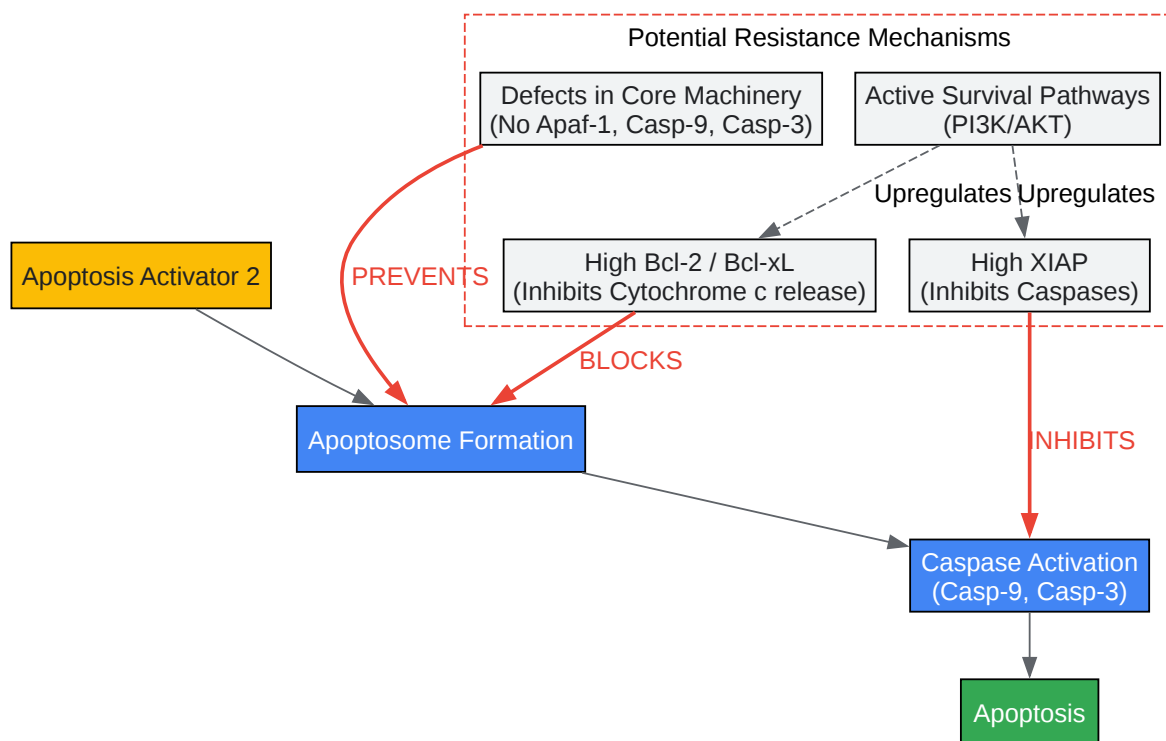 Potential Resistance Mechanisms
Defects in Core Machinery
(No Apaf-1, Casp-9, Casp-3)
Active Survival Pathways
(PI3K/AKT)
Upregulates
Upregulates
Apoptosis Activator 2
PREVENTS
High Bcl-2 / Bcl-xL
(Inhibits Cytochrome c release)
High XIAP
(Inhibits Caspases)
BLOCKS
Apoptosome Formation
INHIBITS
Caspase Activation
(Casp-9, Casp-3)
Apoptosis